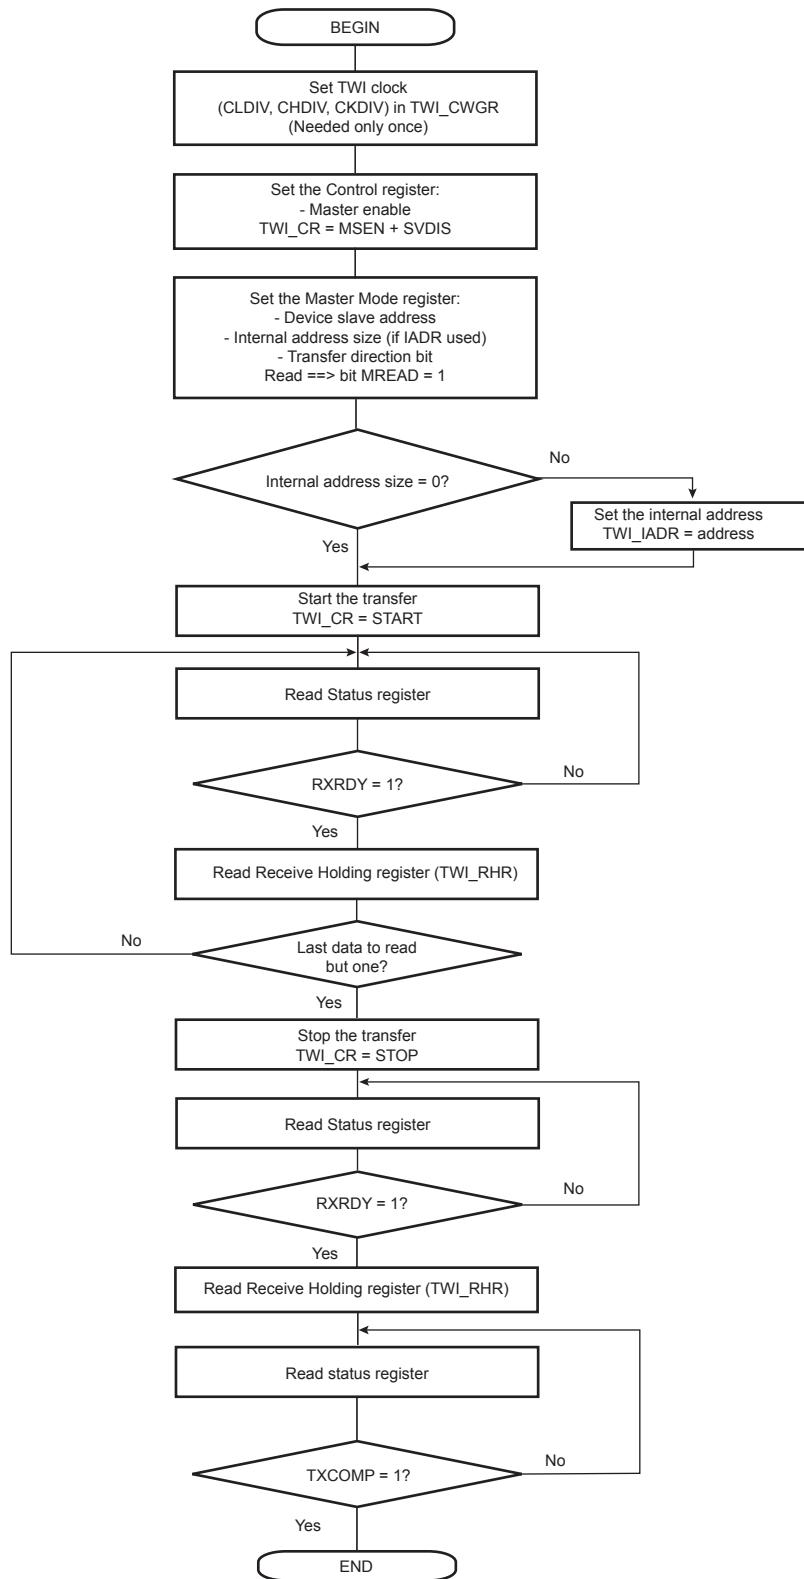 BEGIN
Set TWI clock
(CLDIV, CHDIV, CKDIV) in TWI_CWGR
(Needed only once)
Set the Control register:
- Master enable
TWI_CR = MSEN + SVDIS
Set the Master Mode register:
- Device slave address
- Internal address size (if IADR used)
- Transfer direction bit
Read ==> bit MREAD = 1
Internal address size = 0?
No
Set the internal address
TWI_IADR = address
Yes
Start the transfer
TWI_CR = START
Read Status register
RXRDY = 1?
No
Yes
Read Receive Holding register (TWI_RHR)
No
Last data to read
but one?
Yes
Stop the transfer
TWI_CR = STOP
Read Status register
RXRDY = 1?
No
Yes
Read Receive Holding register (TWI_RHR)
Read status register
TXCOMP = 1?
No
Yes
END